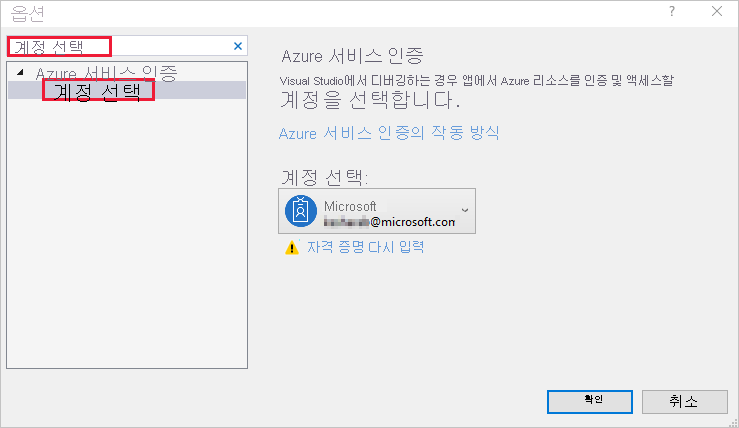 옵션
?
계정 선택
Azure 서비스 인증
계정 선택
Azure 서비스 인증
Visual Studio에서 디버깅하는 경우 앱에서 Azure 리소스를 인증 및 액세스할
계정을 선택합니다.
Azure 서비스 인증의 작동 방식
계정 선택:
Microsoft
@microsoft.com
자격 증명 다시 입력
확인
취소